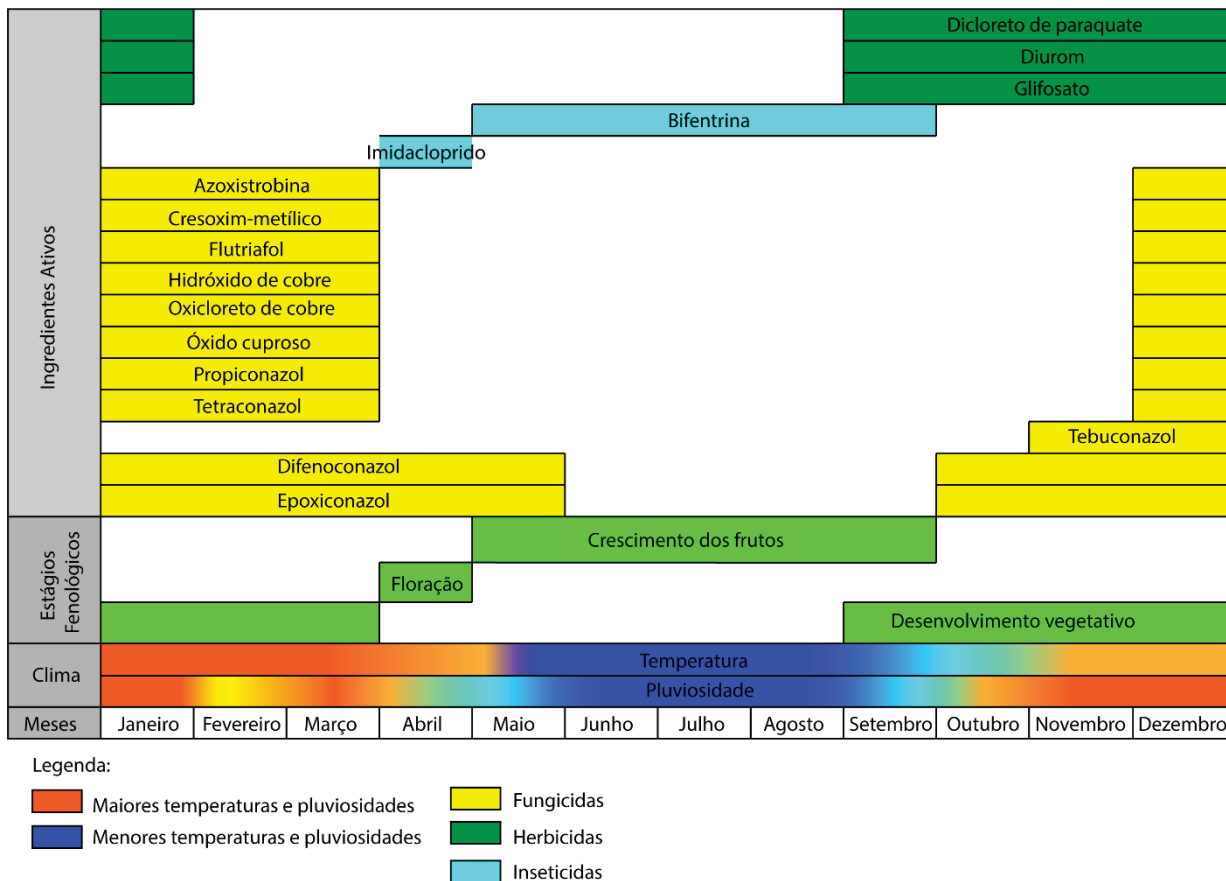 Ingredientes Ativos
Dicloreto de paraquate
Diurom
Glifosato
Bifentrina
Imidacloprido
Azoxistrobina
Cresoxim-metílico
Flutriafol
Hidróxido de cobre
Oxicloreto de cobre
Óxido cuproso
Propiconazol
Tetraconazol
Tebuconazol
Difenoconazol
Epoxiconazol
Estágios
Fenológicos
Crescimento dos frutos
Floração
Desenvolvimento vegetativo
Clima
Temperatura
Pluviosidade
Meses Janeiro Fevereiro Março Abril Maio Junho Julho Agosto Setembro Outubro Novembro Dezembro
Legenda:
Maiores temperaturas e pluviosidades
Menores temperaturas e pluviosidades
Fungicidas
Herbicidas
Inseticidas